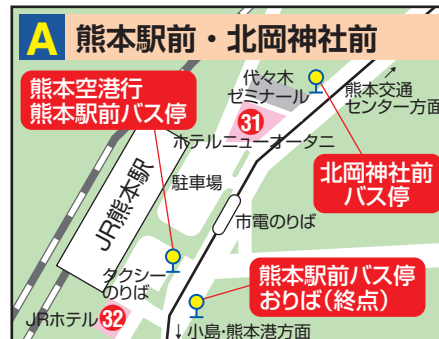 A 熊本駅前・北岡神社前
熊本空港行
熊本駅前バス停
代々木
ゼミナール
↗
熊本交通
センター方面
31
ホテルニューオータニ
北岡神社前
バス停
JR熊本駅
駐車場
市電のりば
タクシー
のりば
熊本駅前バス停
おりば(終点)
JRホテル 32
↓小島・熊本港方面